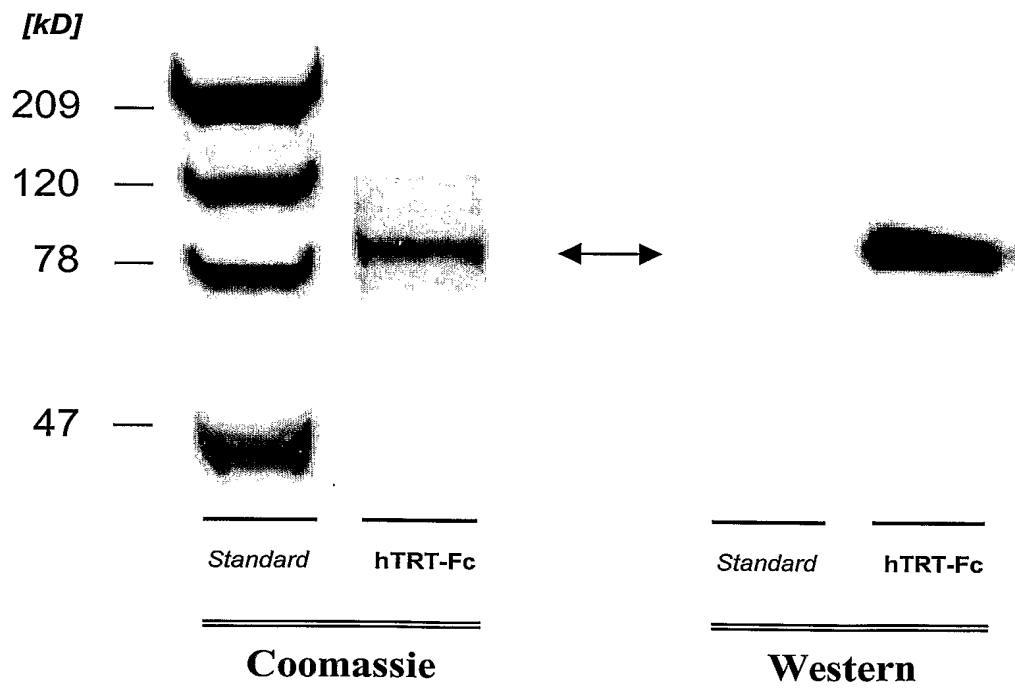 [kD]
209
120
78
47
Standard hTRT-Fc Standard hTRT-Fc
Coomassie Western